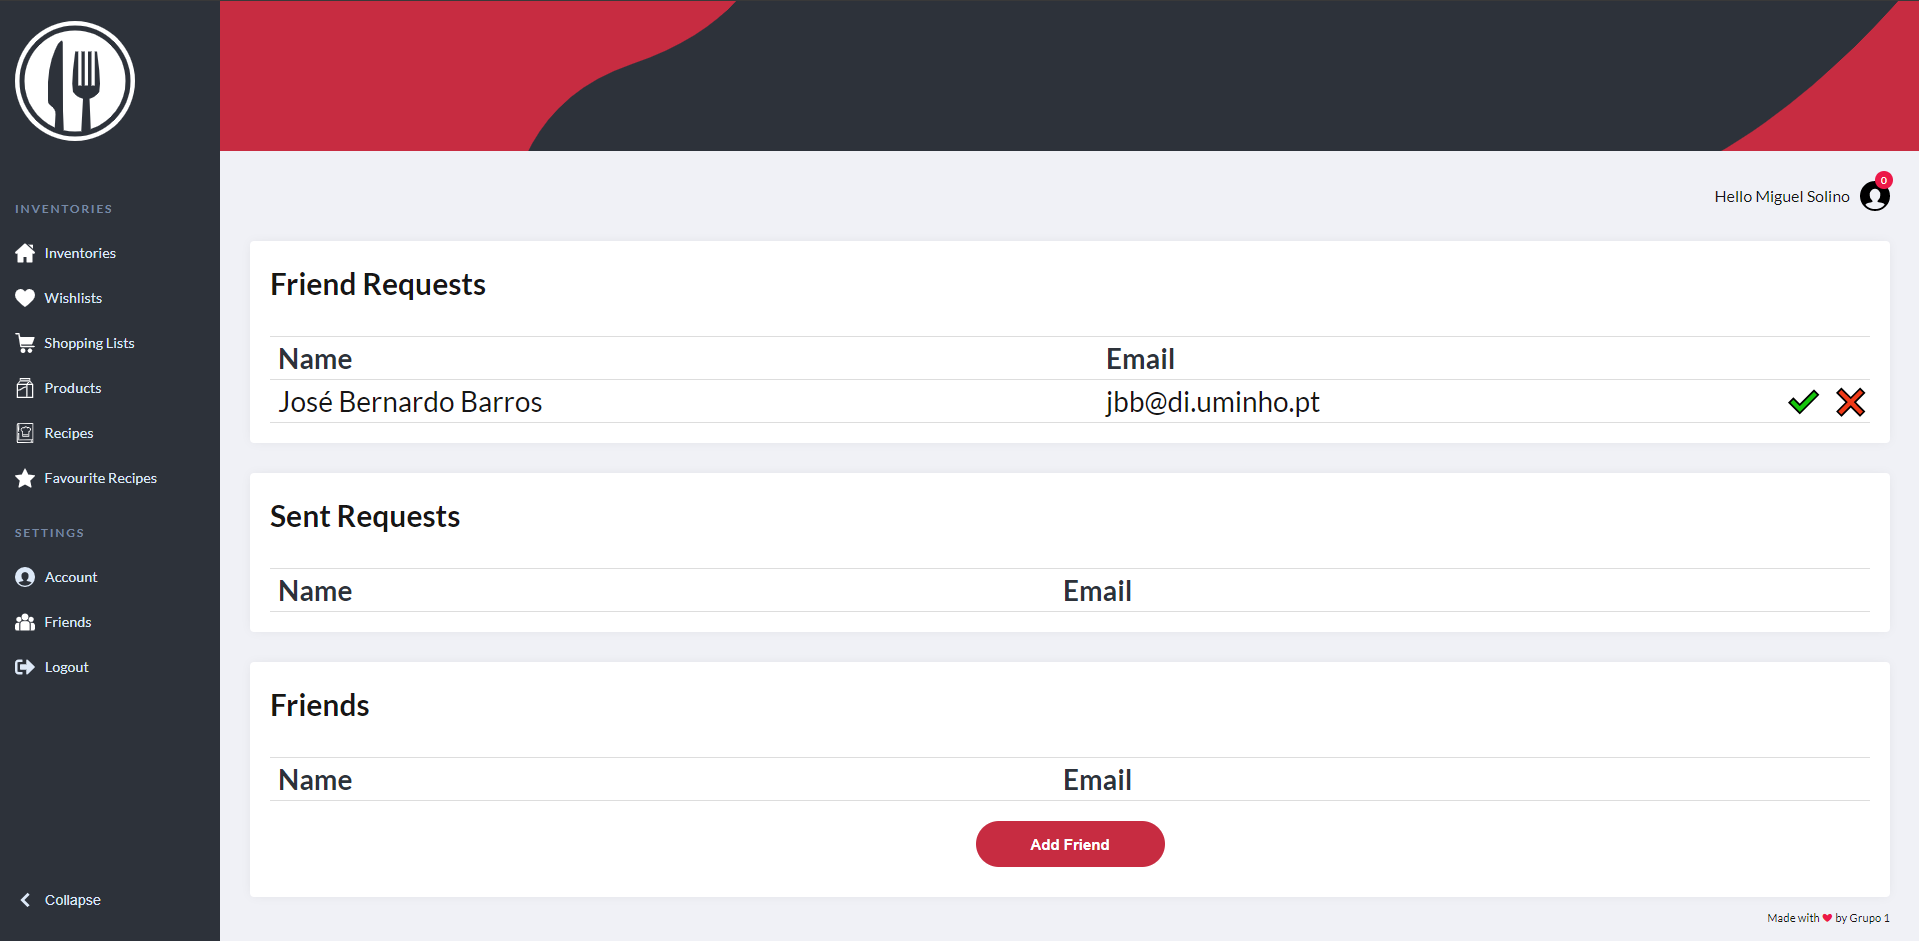 INVENTORIES
Inventories
Wishlists
Shopping Lists
Products
Recipes
Favourite Recipes
SETTINGS
Account
Friends
Logout
Collapse
0
Hello Miguel Solino
Friend Requests
Name Email
José Bernardo Barros jbb@di.uminho.pt
Sent Requests
Name Email
Friends
Name Email
Add Friend
Made with ❤ by Grupo 1